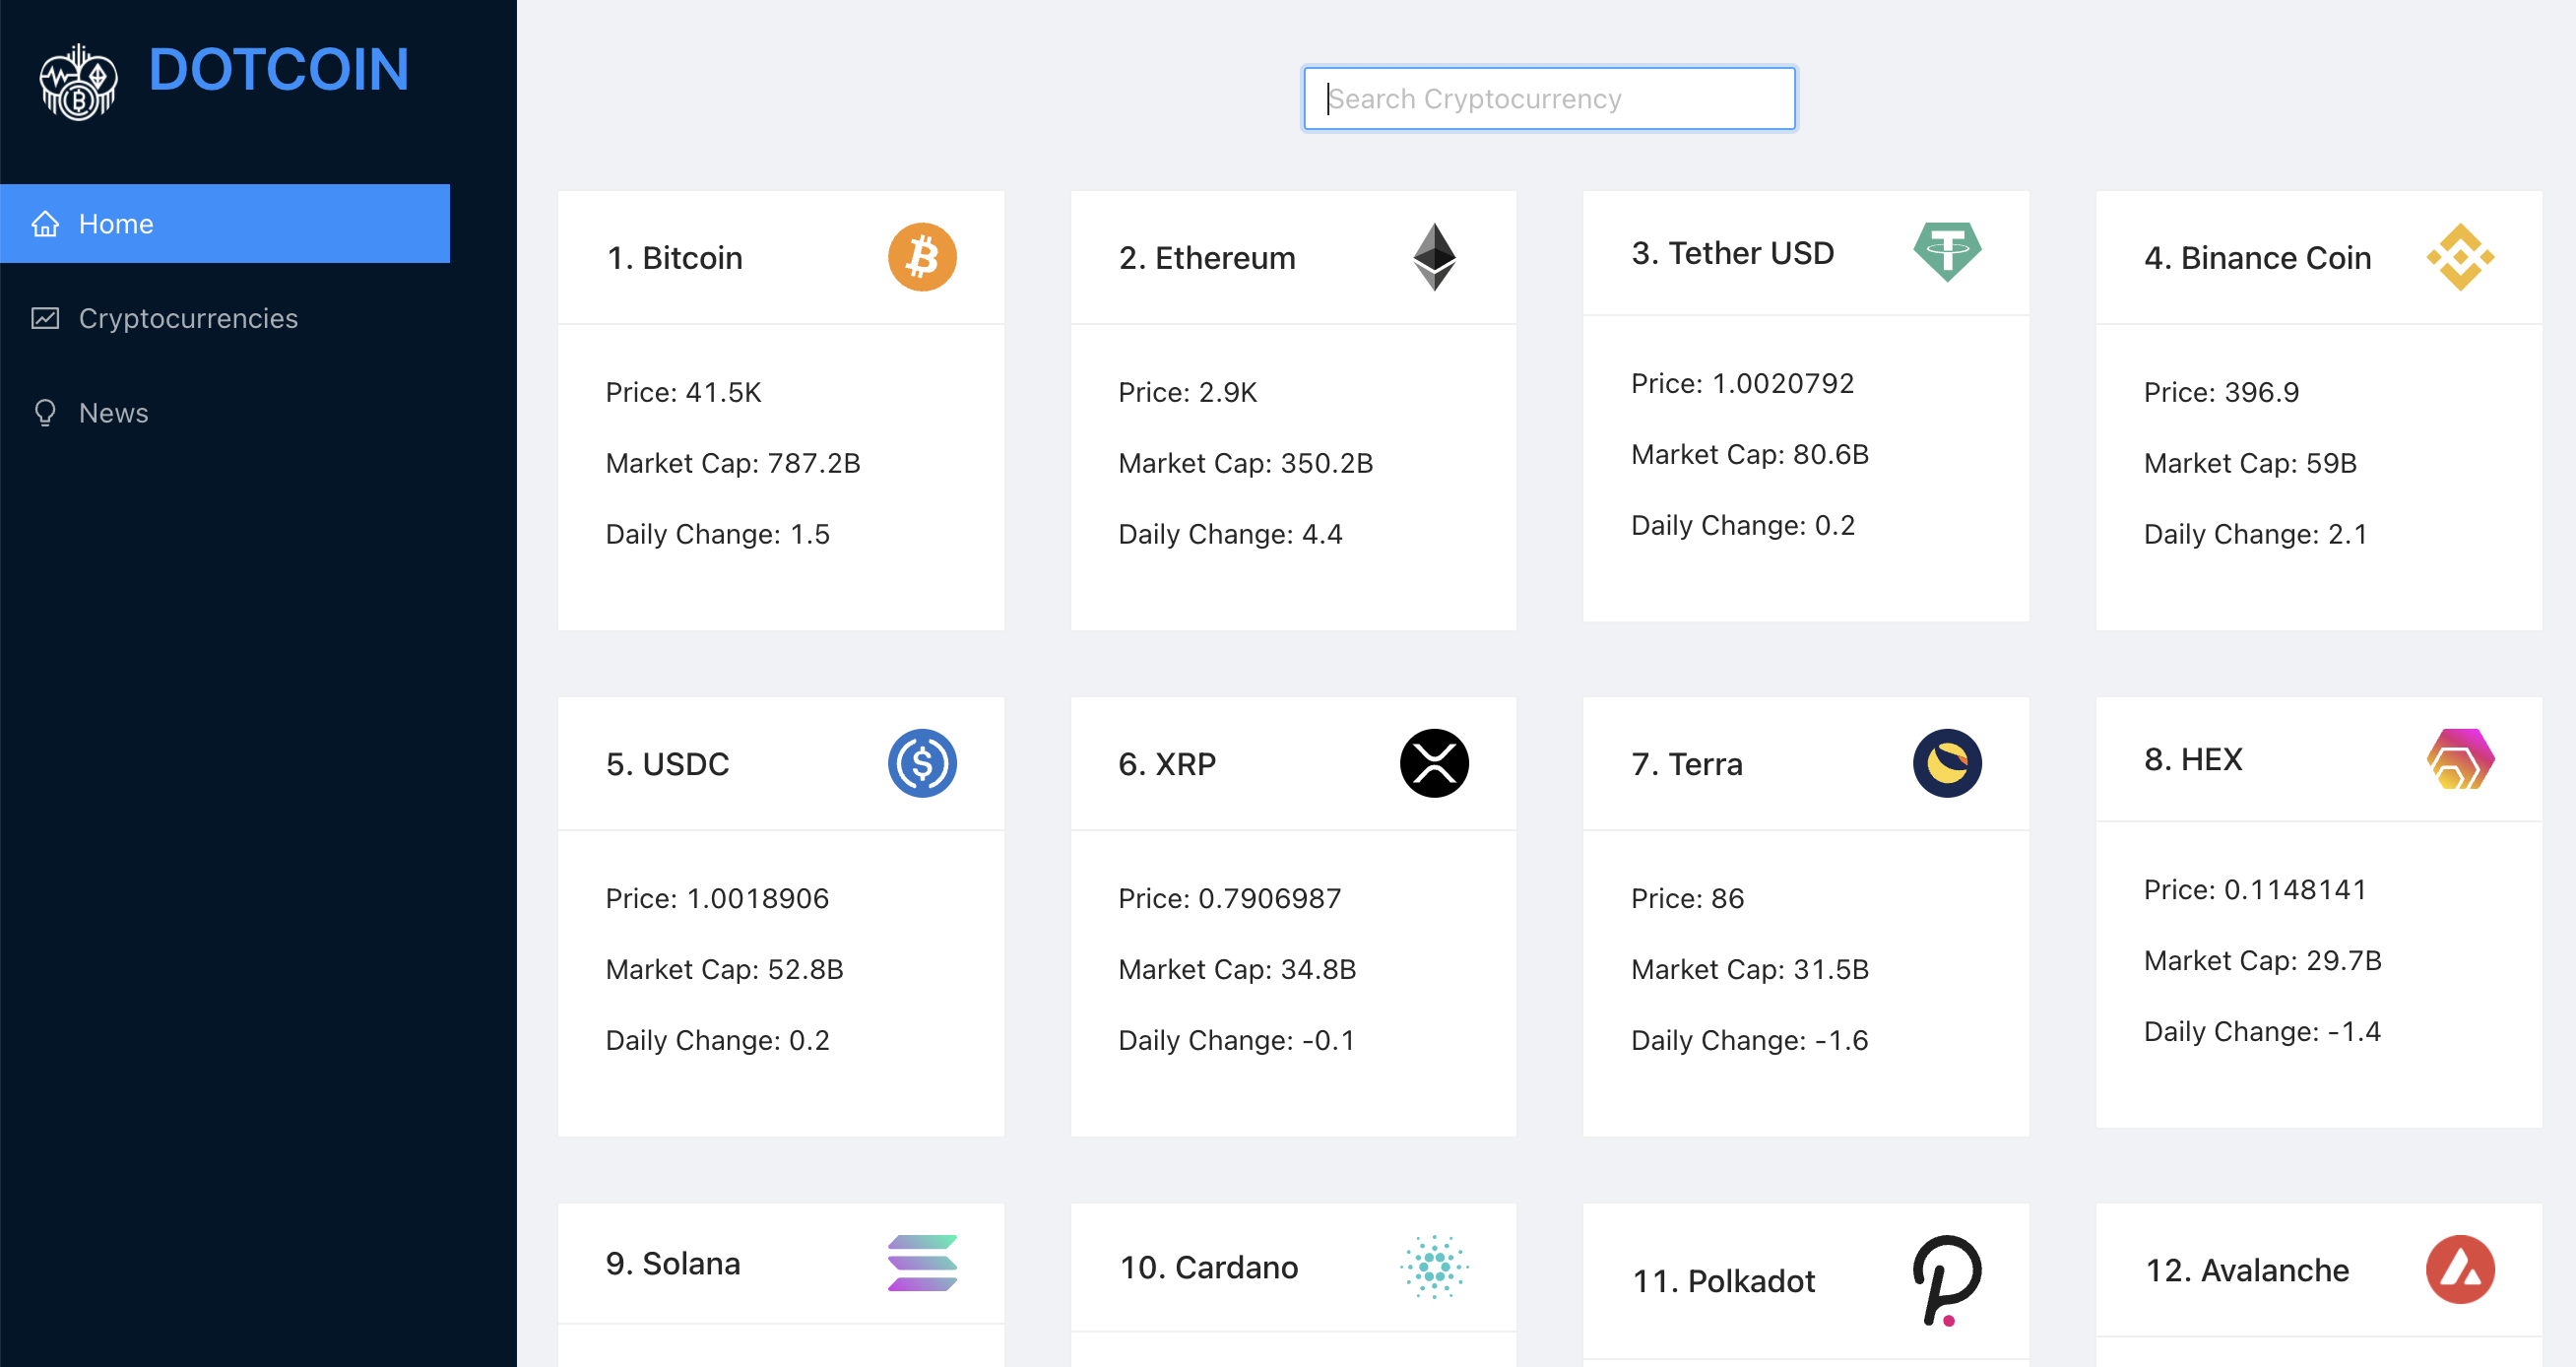 DOTCOIN
Home
Cryptocurrencies
News
Search Cryptocurrency
1. Bitcoin
Price: 41.5K
Market Cap: 787.2B
Daily Change: 1.5
2. Ethereum
Price: 2.9K
Market Cap: 350.2B
Daily Change: 4.4
3. Tether USD
Price: 1.0020792
Market Cap: 80.6B
Daily Change: 0.2
4. Binance Coin
Price: 396.9
Market Cap: 59B
Daily Change: 2.1
5. USDC
Price: 1.0018906
Market Cap: 52.8B
Daily Change: 0.2
6. XRP
Price: 0.7906987
Market Cap: 34.8B
Daily Change: -0.1
7. Terra
Price: 86
Market Cap: 31.5B
Daily Change: -1.6
8. HEX
Price: 0.1148141
Market Cap: 29.7B
Daily Change: -1.4
9. Solana
10. Cardano
11. Polkadot
12. Avalanche